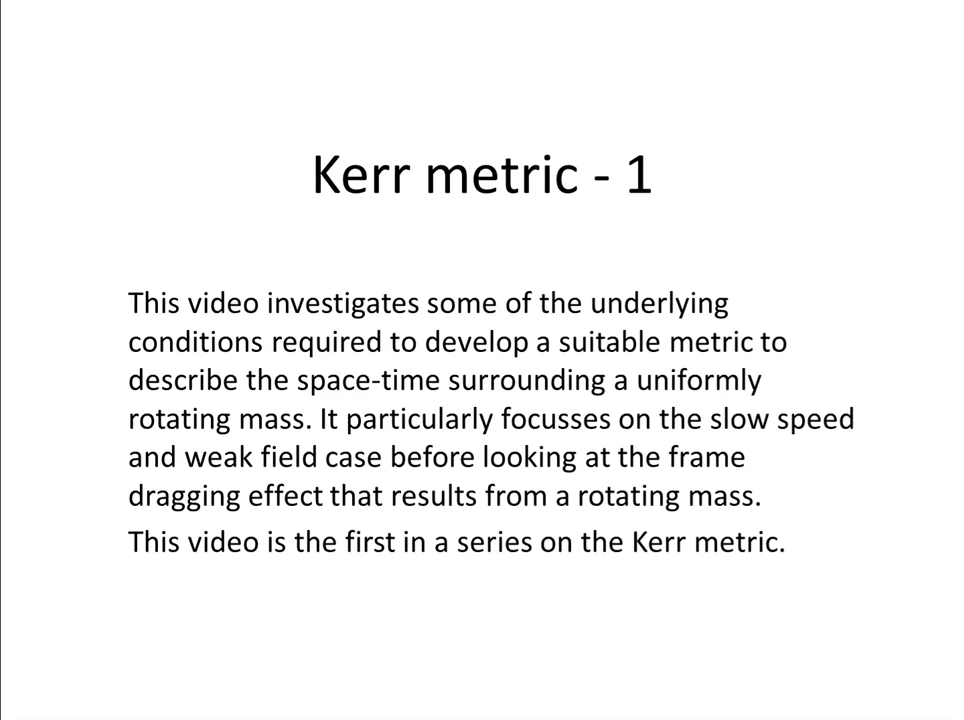 Kerr metric - 1
This video investigates some of the underlying
conditions required to develop a suitable metric to
describe the space-time surrounding a uniformly
rotating mass. It particularly focusses on the slow speed
and weak field case before looking at the frame
dragging effect that results from a rotating mass.
This video is the first in a series on the Kerr metric.